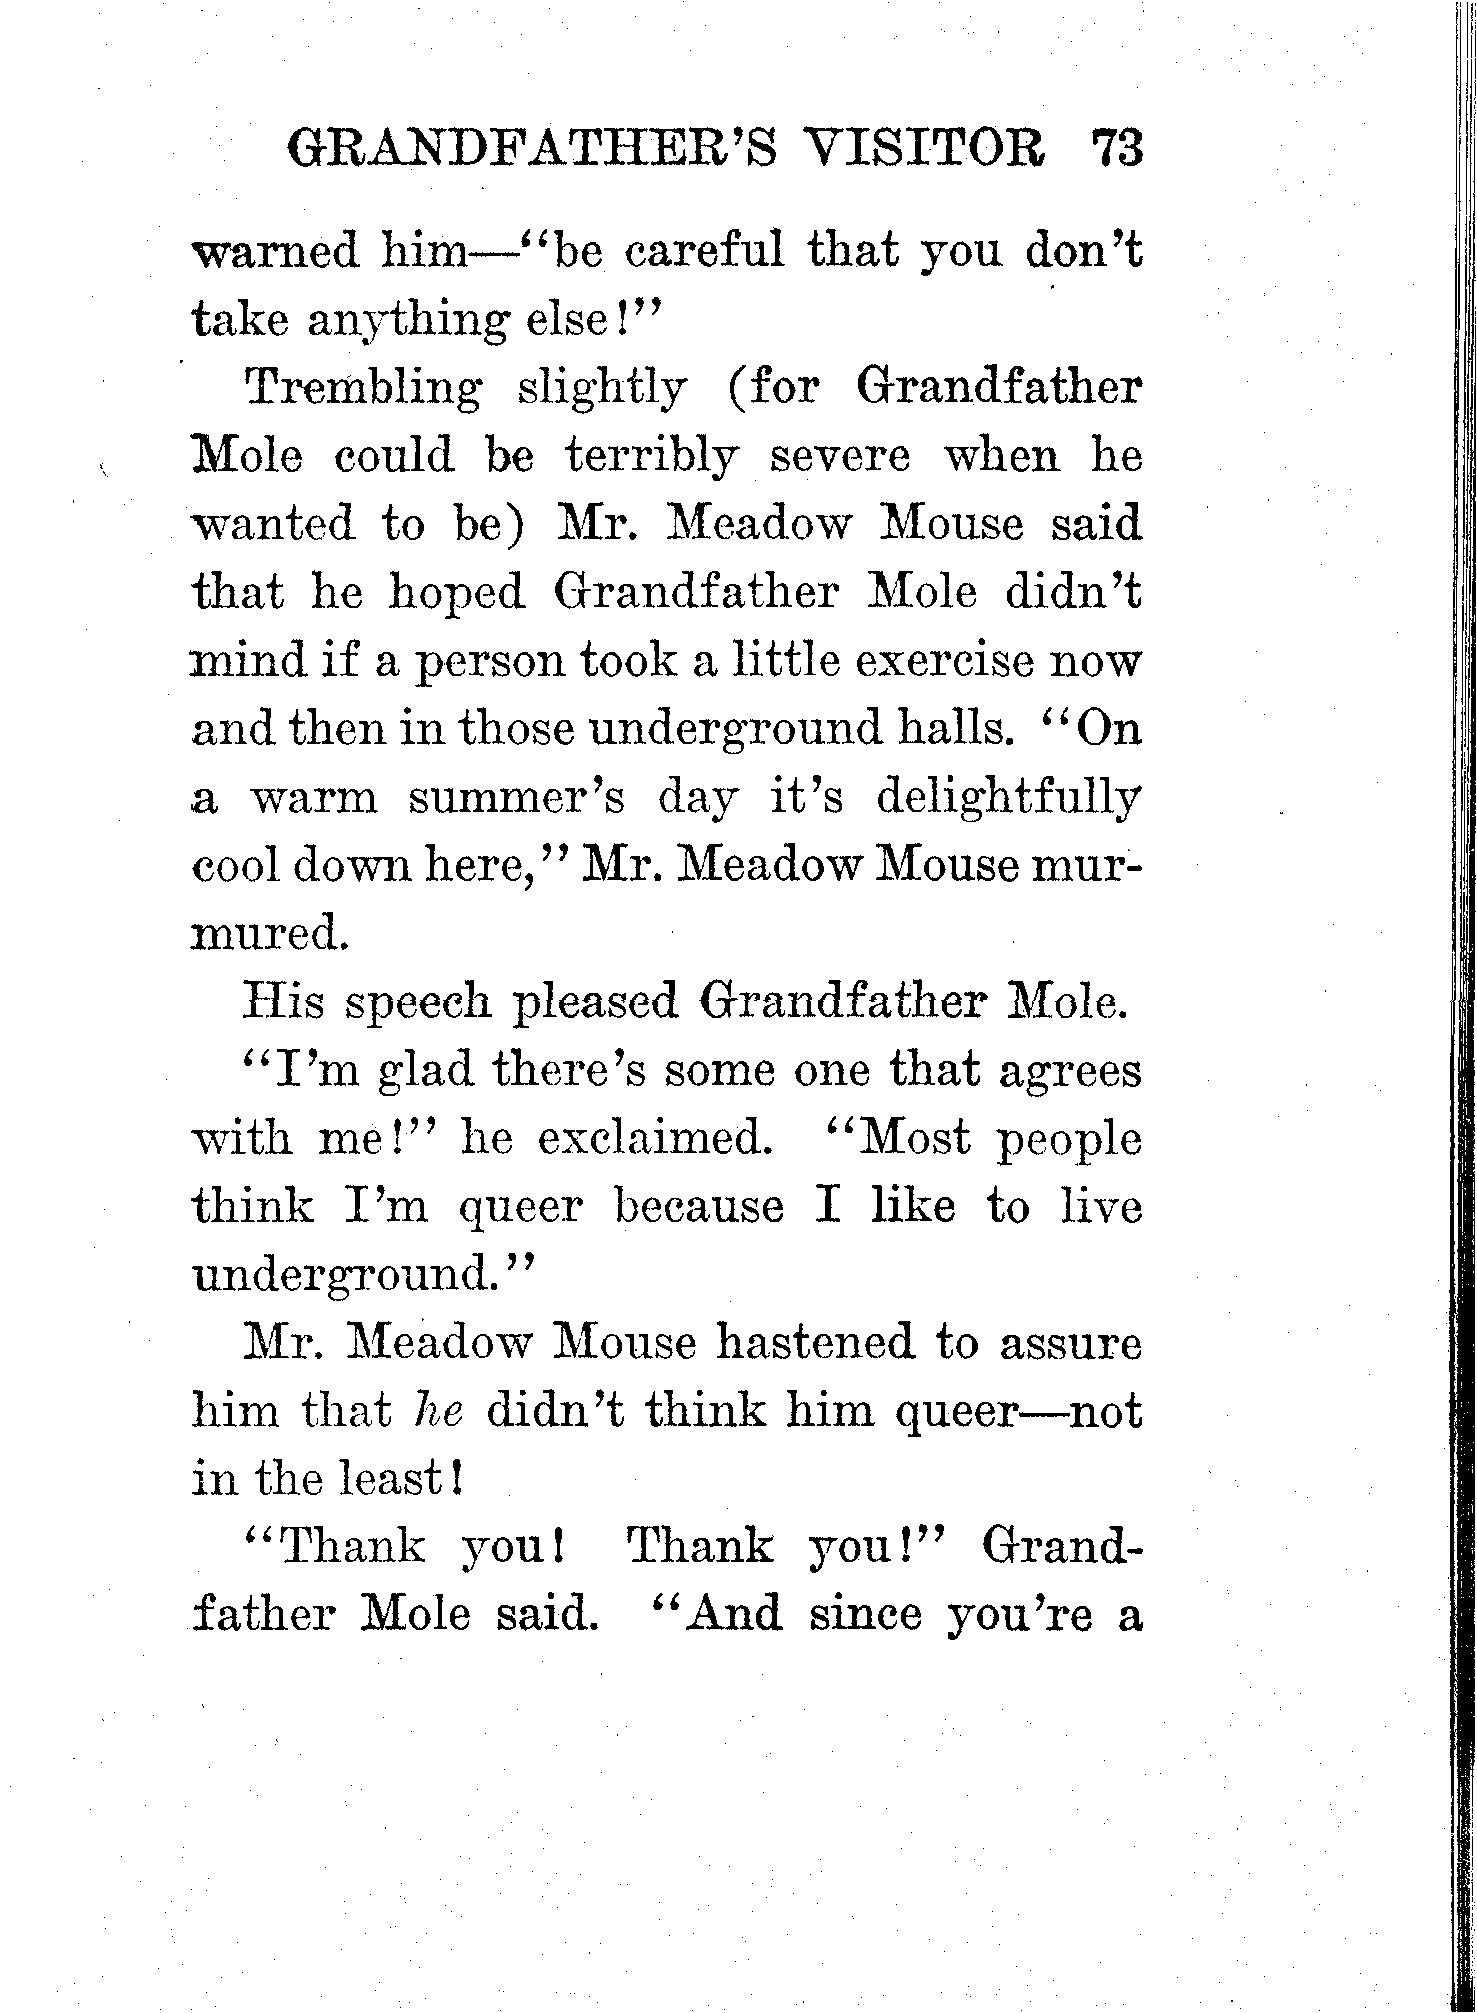 GRANDFATHER'S VISITOR 73
warned him—"be careful that you don't
take anything else!"
Trembling slightly (for Grandfather
Mole could be terribly severe when he
wanted to be) Mr. Meadow Mouse said
that he hoped Grandfather Mole didn't
mind if a person took a little exercise now
and then in those underground halls. "On
a warm summer's day it's delightfully
cool down here," Mr. Meadow Mouse mur-
mured.
His speech pleased Grandfather Mole.
"I'm glad there's some one that agrees
with me!" he exclaimed. "Most people
think I'm queer because I like to live
underground."
Mr. Meadow Mouse hastened to assure
him that he didn't think him queer—not
in the least!
"Thank you! Thank you!" Grand-
father Mole said. "And since you're a